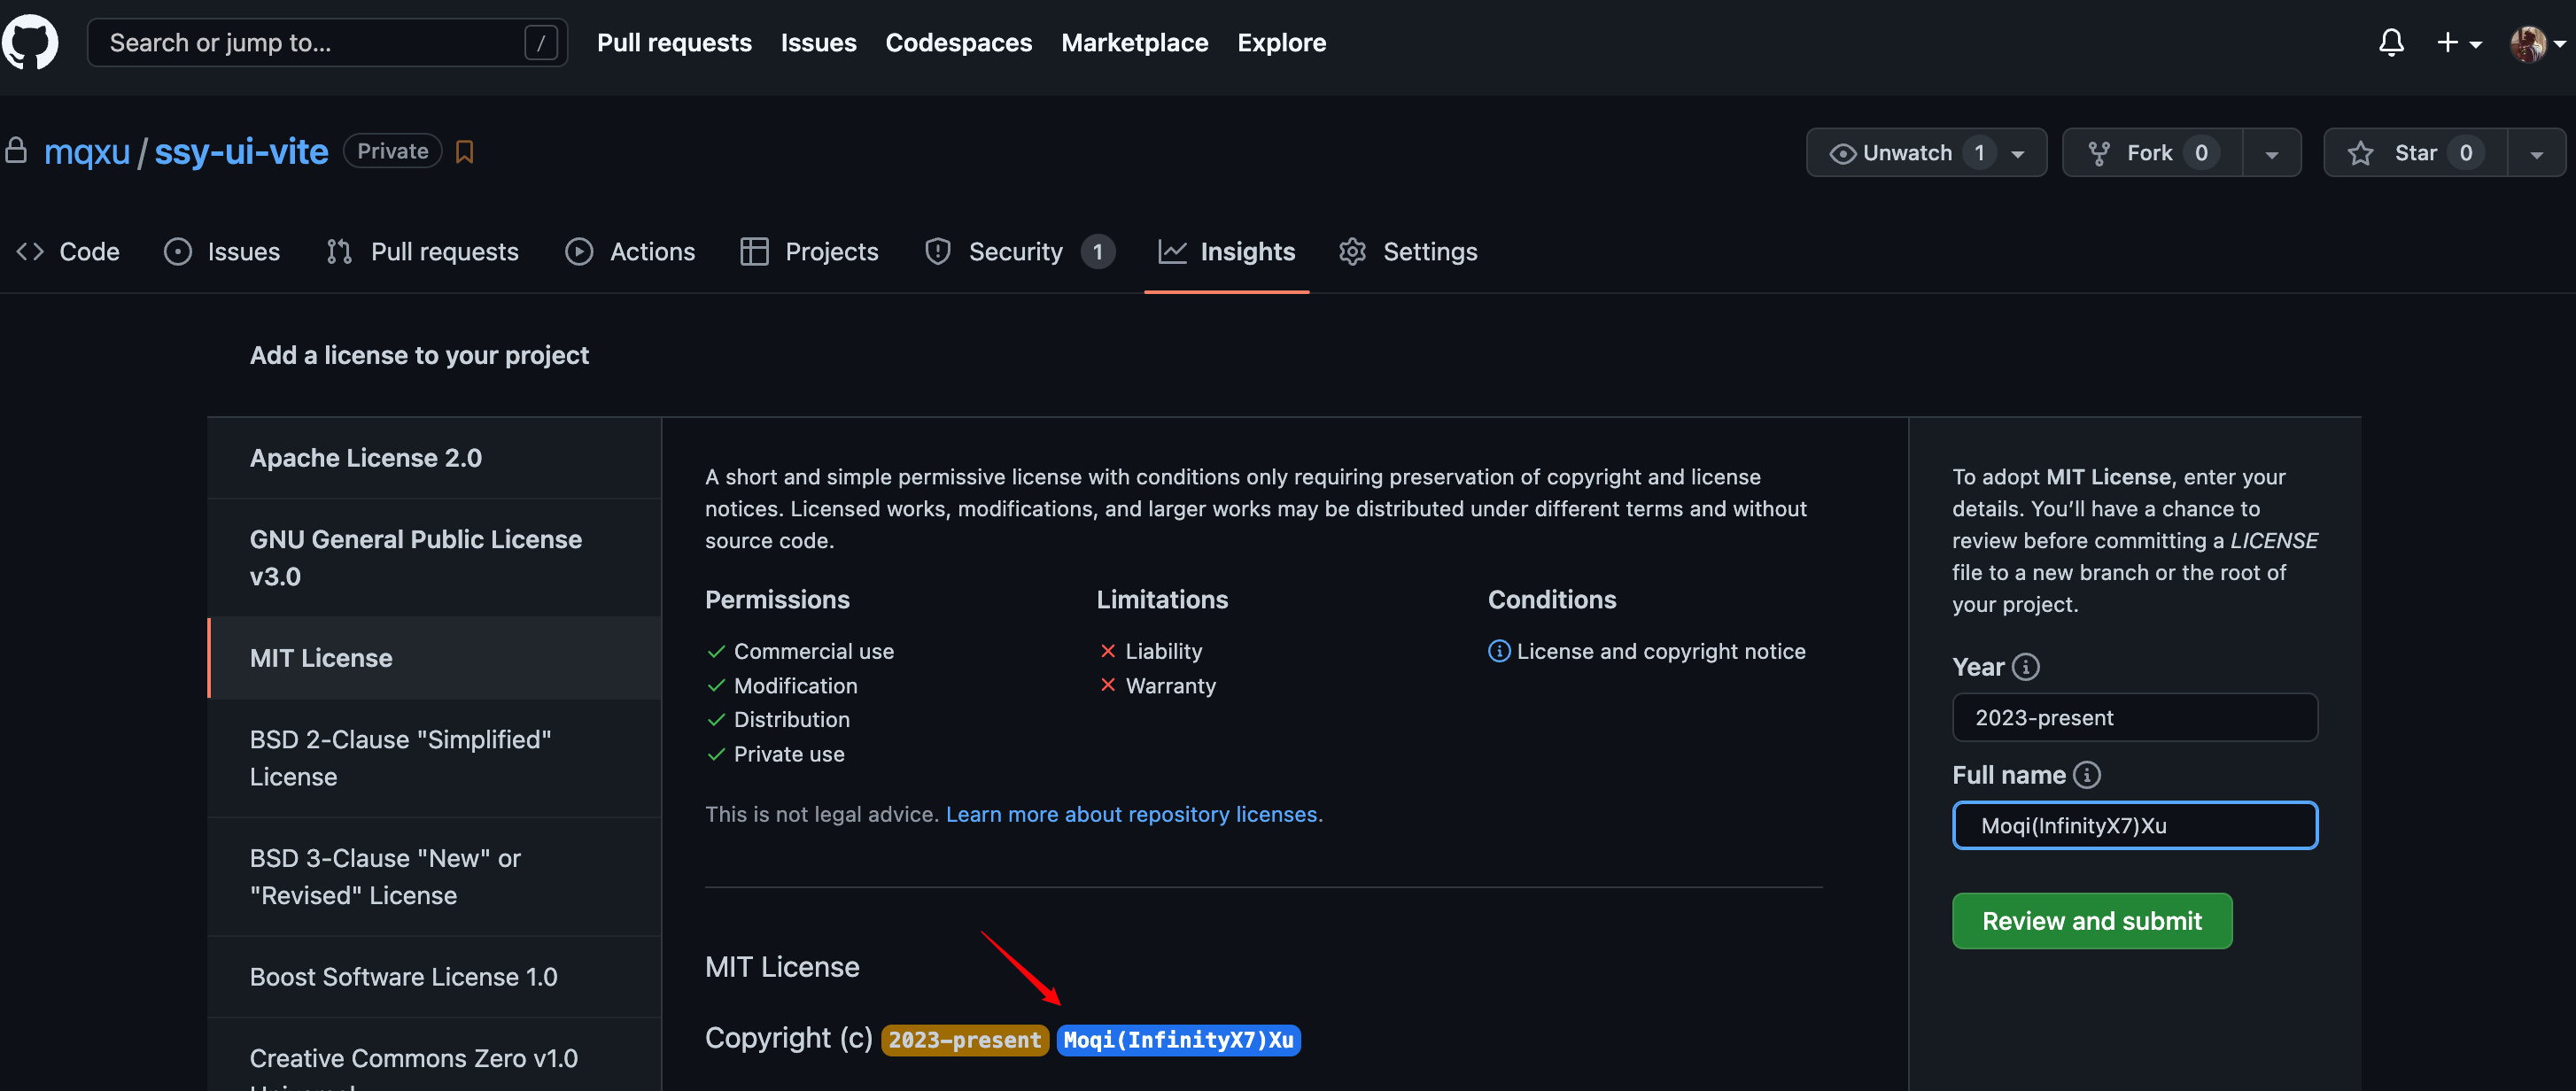 Search or jump to... /
Pull requests Issues Codespaces Marketplace Explore
mqxu / ssy-ui-vite Private
Unwatch 1 Fork 0 Star 0
Code Issues Pull requests Actions Projects Security 1 Insights Settings
Add a license to your project
Apache License 2.0
GNU General Public License
v3.0
MIT License
BSD 2-Clause "Simplified"
License
BSD 3-Clause "New" or
"Revised" License
Boost Software License 1.0
Creative Commons Zero v1.0
A short and simple permissive license with conditions only requiring preservation of copyright and license
notices. Licensed works, modifications, and larger works may be distributed under different terms and without
source code.
Permissions
Commercial use
Modification
Distribution
Private use
Limitations
Liability
Warranty
Conditions
License and copyright notice
This is not legal advice. Learn more about repository licenses.
MIT License
Copyright (c) 2023-present Moqi(InfinityX7)Xu
To adopt MIT License, enter your
details. You’ll have a chance to
review before committing a LICENSE
file to a new branch or the root of
your project.
Year
2023-present
Full name
Moqi(InfinityX7)Xu
Review and submit